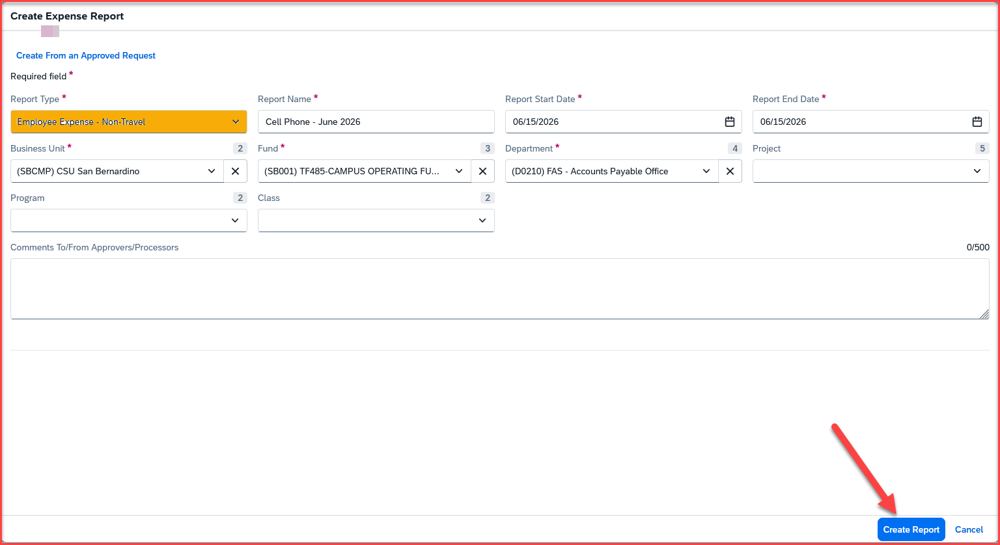 Create Expense Report
Create From an Approved Request
Required field *
Report Type * Report Name * Report Start Date * Report End Date *
Employee Expense - Non-Travel Cell Phone - June 2026 06/15/2026 06/15/2026
Business Unit * 2 Fund * 3 Department * 4 Project 5
(SBCMP) CSU San Bernardino (SB001) TF485-CAMPUS OPERATING FU... (D0210) FAS - Accounts Payable Office
Program 2 Class 2
Comments To/From Approvers/Processors 0/500
Create Report Cancel